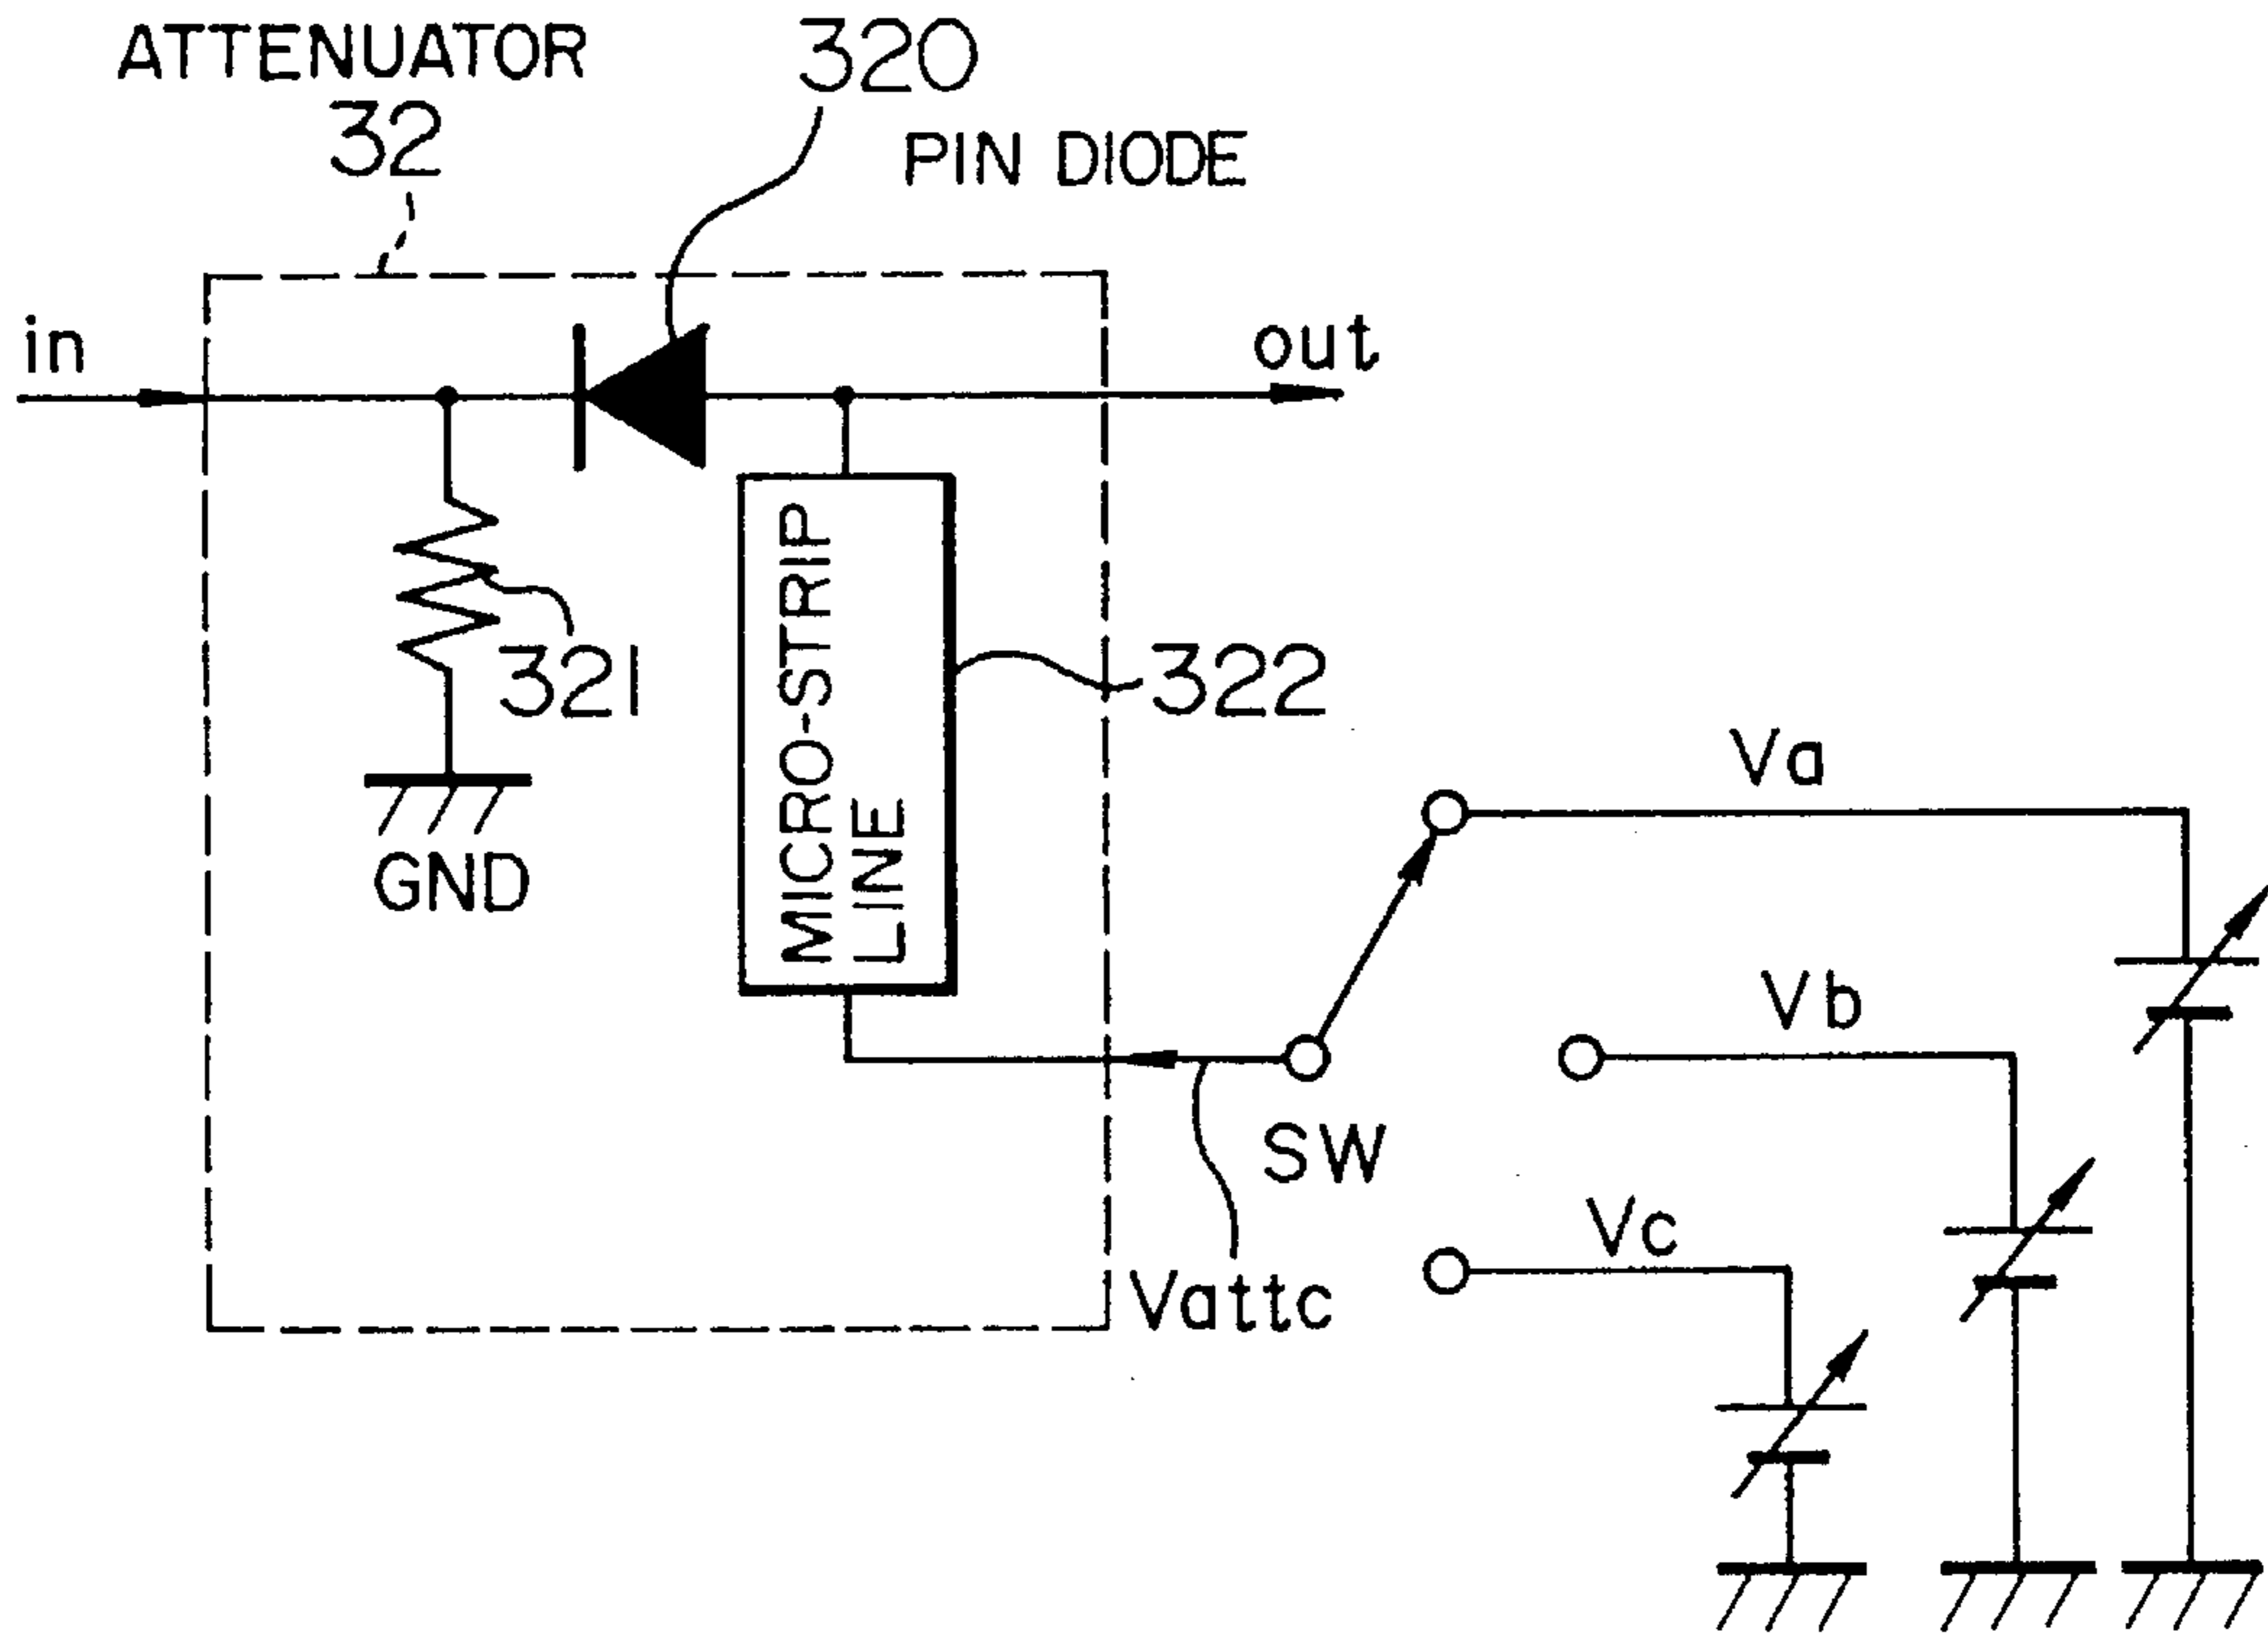 ATTENUATOR
32
320
PIN DIODE
in
out
321
GND
MICRO-STRIP
LINE
322
Va
Vb
SW
Vc
Vattc